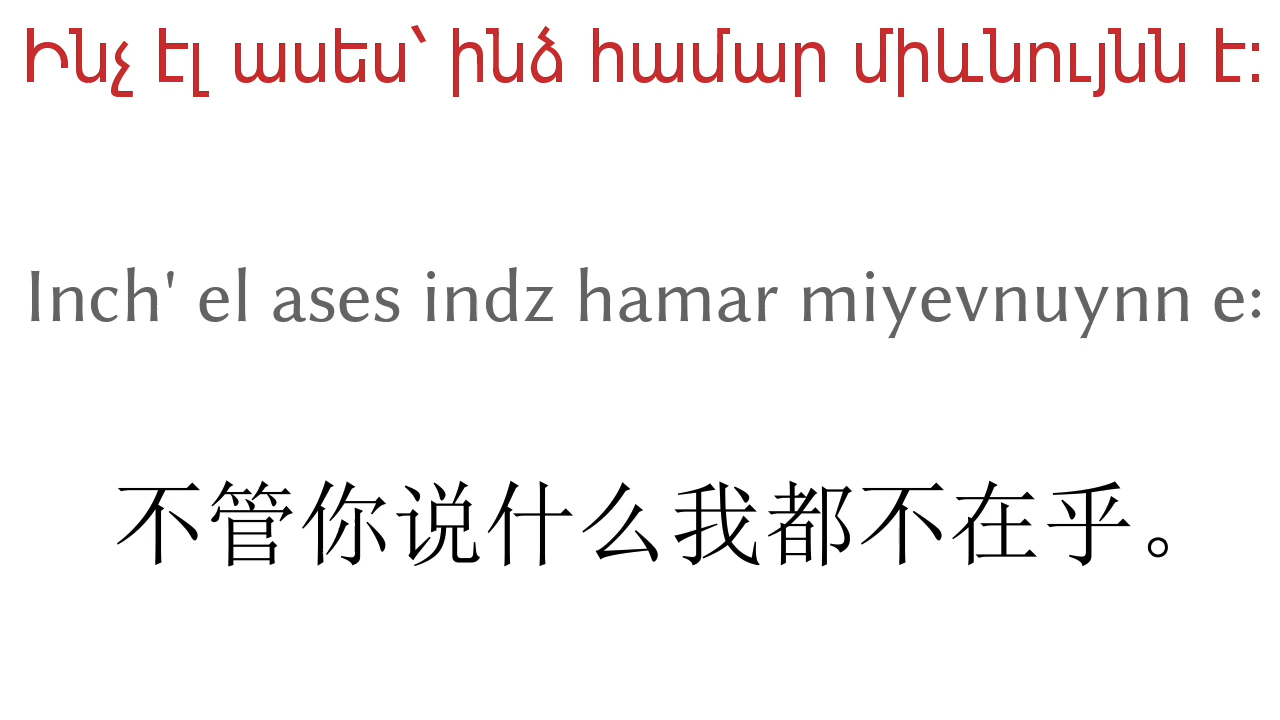 Ինչ էլ ասես՝ ինձ համար միևնույնն է:
Inch' el ases indz hamar miyevnuynn e:
不管你说什么我都不在乎。